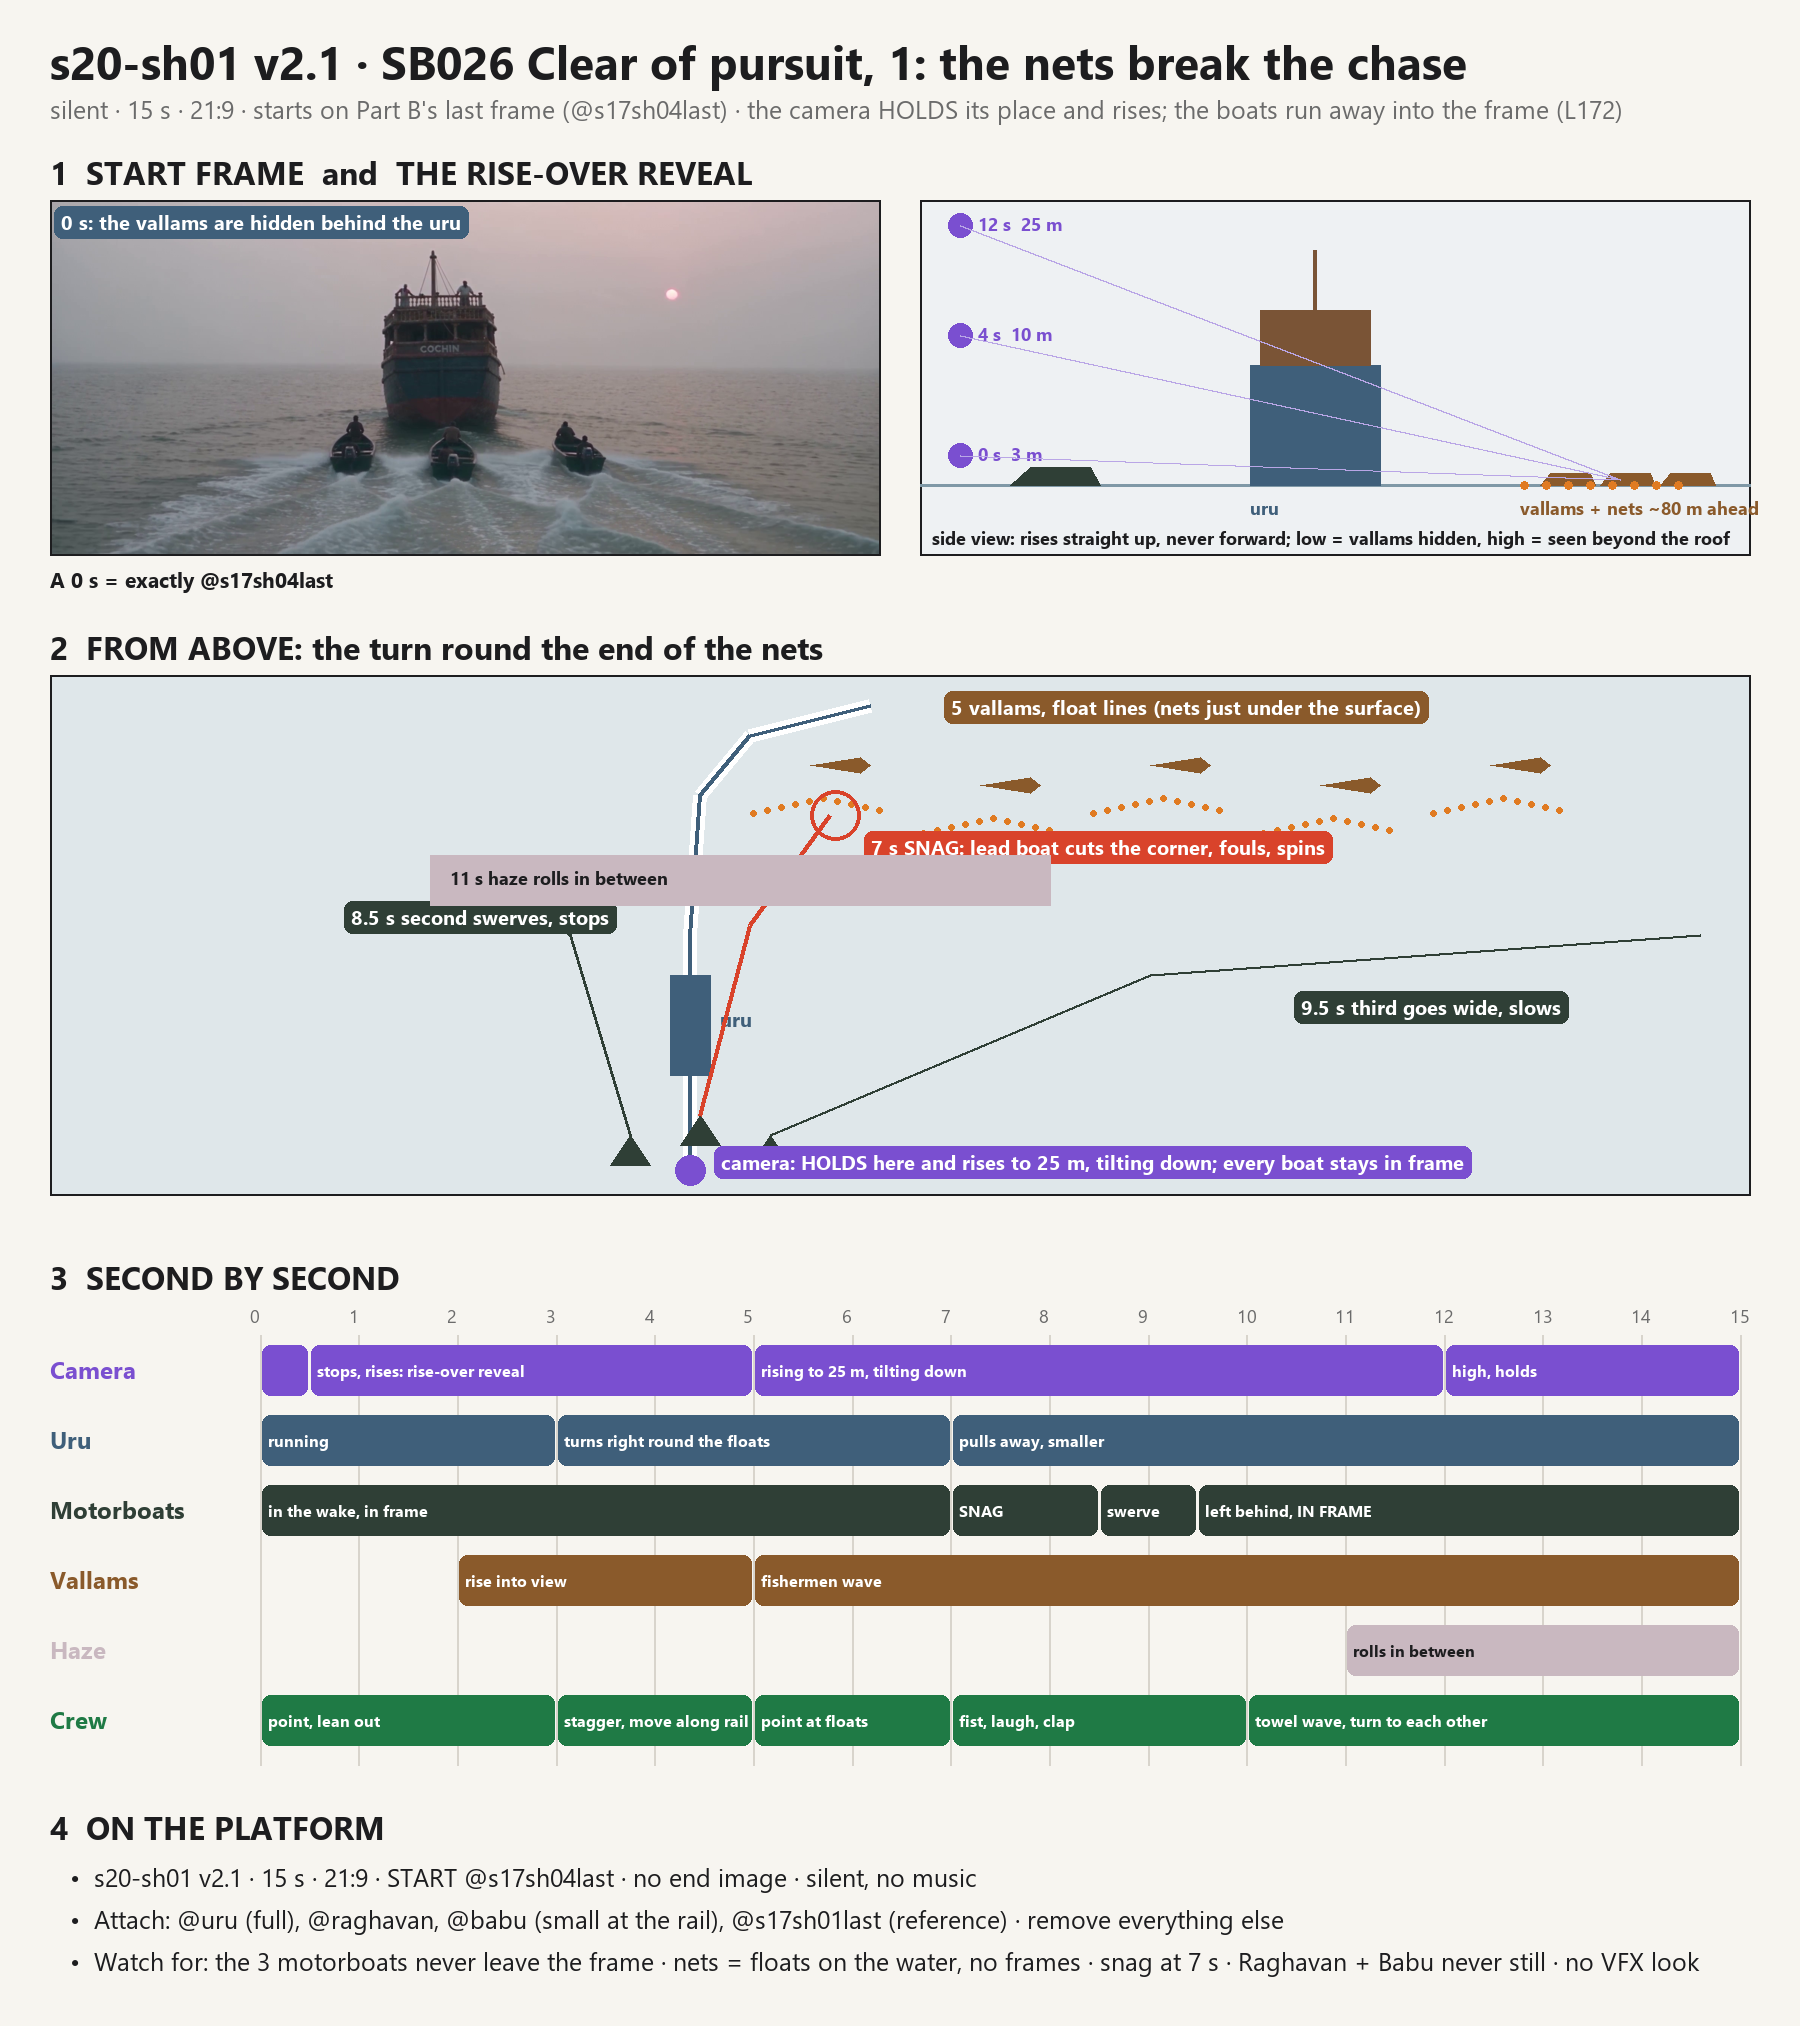 s20-sh01 v2.1 · SB026 Clear of pursuit, 1: the nets break the chase
silent · 15 s · 21:9 · starts on Part B's last frame (@s17sh04last) · the camera HOLDS its place and rises; the boats run away into the frame (L172)
1 START FRAME and THE RISE-OVER REVEAL
0 s: the vallams are hidden behind the uru
COCHIN
12 s 25 m
4 s 10 m
0 s 3 m
uru
vallams + nets ~80 m ahead
side view: rises straight up, never forward; low = vallams hidden, high = seen beyond the roof
A 0 s = exactly @s17sh04last
2 FROM ABOVE: the turn round the end of the nets
5 vallams, float lines (nets just under the surface)
7 s SNAG: lead boat cuts the corner, fouls, spins
11 s haze rolls in between
8.5 s second swerves, stops
9.5 s third goes wide, slows
uru
camera: HOLDS here and rises to 25 m, tilting down; every boat stays in frame
3 SECOND BY SECOND
0 1 2 3 4 5 6 7 8 9 10 11 12 13 14 15
Camera
stops, rises: rise-over reveal
rising to 25 m, tilting down
high, holds
Uru
running
turns right round the floats
pulls away, smaller
Motorboats
in the wake, in frame
SNAG
swerve
left behind, IN FRAME
Vallams
rise into view
fishermen wave
Haze
rolls in between
Crew
point, lean out
stagger, move along rail
point at floats
fist, laugh, clap
towel wave, turn to each other
4 ON THE PLATFORM
• s20-sh01 v2.1 · 15 s · 21:9 · START @s17sh04last · no end image · silent, no music
• Attach: @uru (full), @raghavan, @babu (small at the rail), @s17sh01last (reference) · remove everything else
• Watch for: the 3 motorboats never leave the frame · nets = floats on the water, no frames · snag at 7 s · Raghavan + Babu never still · no VFX look